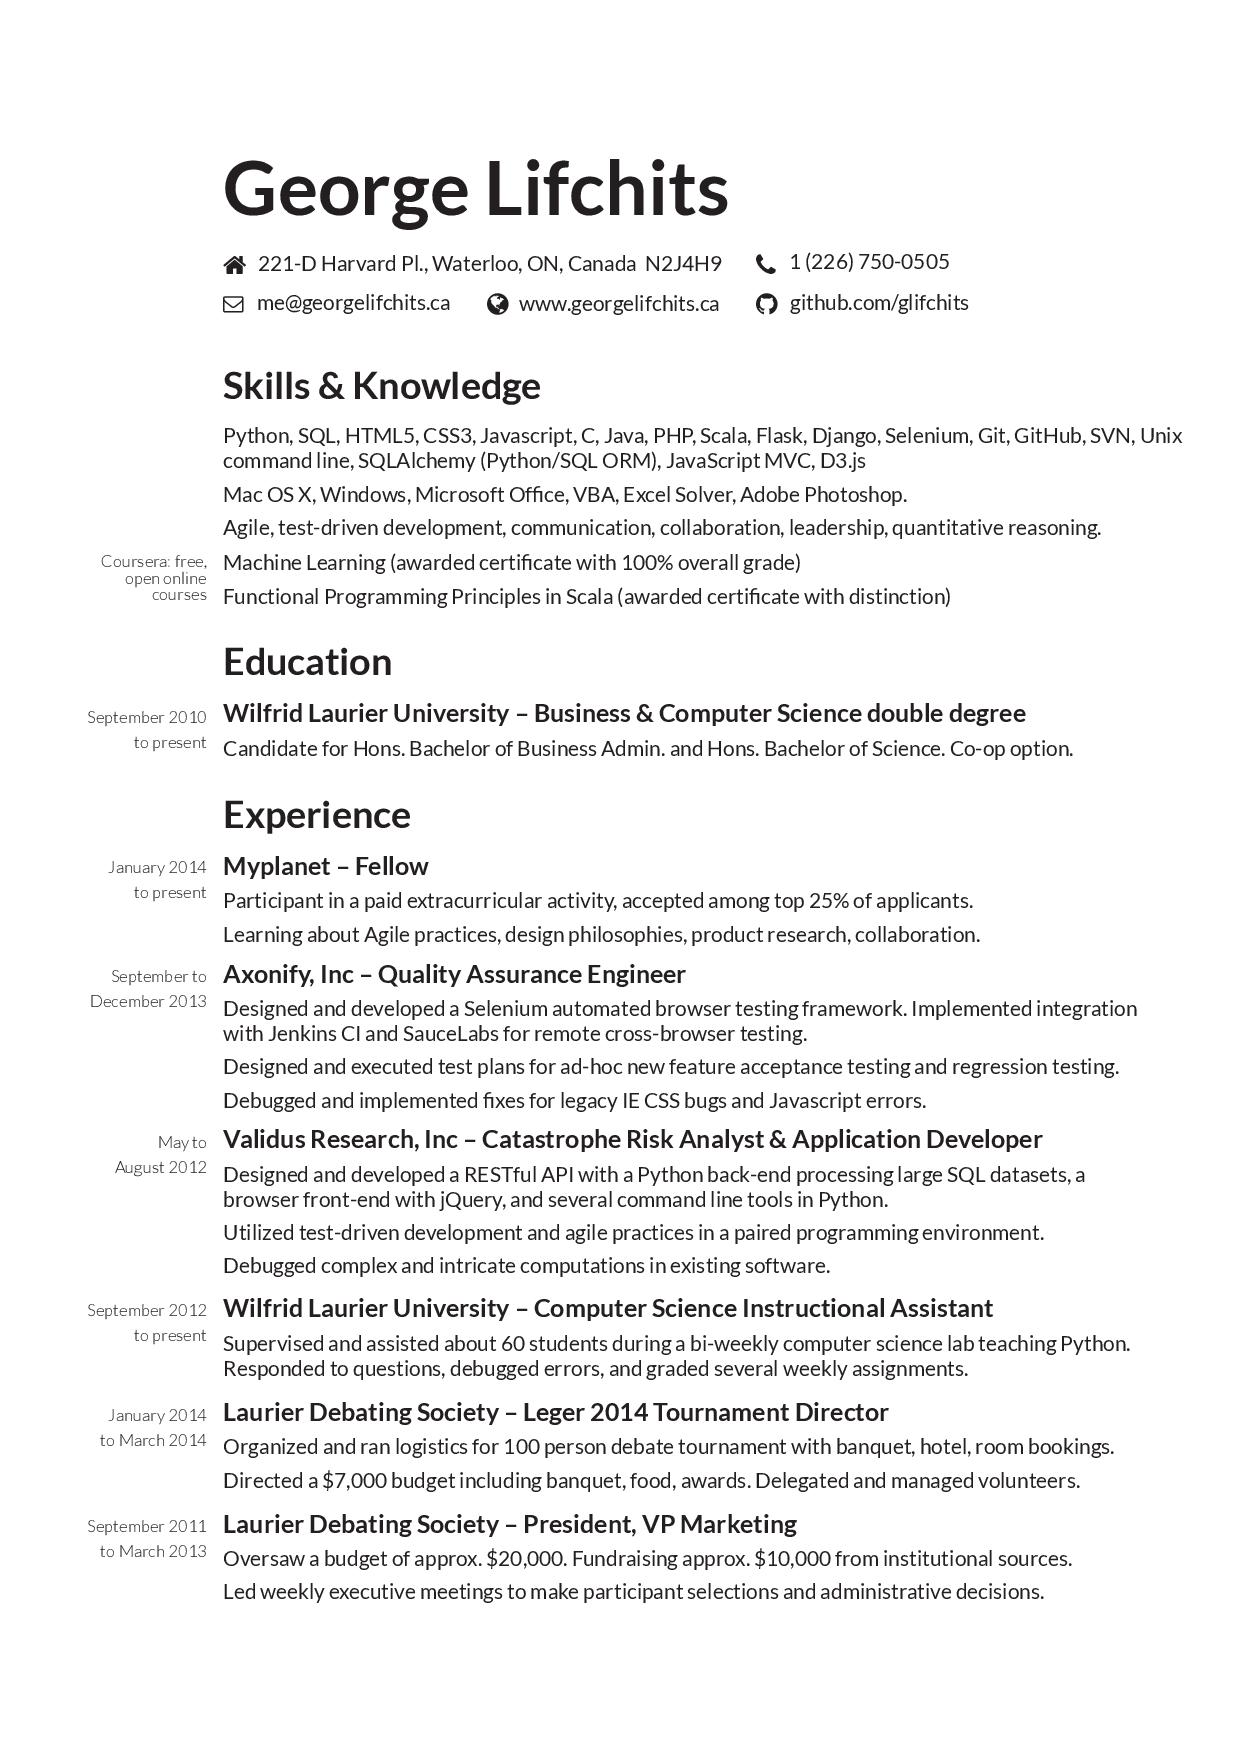 George Lifchits
221-D Harvard Pl., Waterloo, ON, Canada N2J4H9
1 (226) 750-0505
me@georgelifchits.ca
www.georgelifchits.ca
github.com/glifchits
Skills & Knowledge
Python, SQL, HTML5, CSS3, Javascript, C, Java, PHP, Scala, Flask, Django, Selenium, Git, GitHub, SVN, Unix
command line, SQLAlchemy (Python/SQL ORM), JavaScript MVC, D3.js
Mac OS X, Windows, Microsoft Office, VBA, Excel Solver, Adobe Photoshop.
Agile, test-driven development, communication, collaboration, leadership, quantitative reasoning.
Coursera: free,
open online
courses
Machine Learning (awarded certificate with 100% overall grade)
Functional Programming Principles in Scala (awarded certificate with distinction)
Education
September 2010
to present
Wilfrid Laurier University – Business & Computer Science double degree
Candidate for Hons. Bachelor of Business Admin. and Hons. Bachelor of Science. Co-op option.
Experience
January 2014
to present
Myplanet – Fellow
Participant in a paid extracurricular activity, accepted among top 25% of applicants.
Learning about Agile practices, design philosophies, product research, collaboration.
September to
December 2013
Axonify, Inc – Quality Assurance Engineer
Designed and developed a Selenium automated browser testing framework. Implemented integration
with Jenkins CI and SauceLabs for remote cross-browser testing.
Designed and executed test plans for ad-hoc new feature acceptance testing and regression testing.
Debugged and implemented fixes for legacy IE CSS bugs and Javascript errors.
May to
August 2012
Validus Research, Inc – Catastrophe Risk Analyst & Application Developer
Designed and developed a RESTful API with a Python back-end processing large SQL datasets, a
browser front-end with jQuery, and several command line tools in Python.
Utilized test-driven development and agile practices in a paired programming environment.
Debugged complex and intricate computations in existing software.
September 2012
to present
Wilfrid Laurier University – Computer Science Instructional Assistant
Supervised and assisted about 60 students during a bi-weekly computer science lab teaching Python.
Responded to questions, debugged errors, and graded several weekly assignments.
January 2014
to March 2014
Laurier Debating Society – Leger 2014 Tournament Director
Organized and ran logistics for 100 person debate tournament with banquet, hotel, room bookings.
Directed a $7,000 budget including banquet, food, awards. Delegated and managed volunteers.
September 2011
to March 2013
Laurier Debating Society – President, VP Marketing
Oversaw a budget of approx. $20,000. Fundraising approx. $10,000 from institutional sources.
Led weekly executive meetings to make participant selections and administrative decisions.